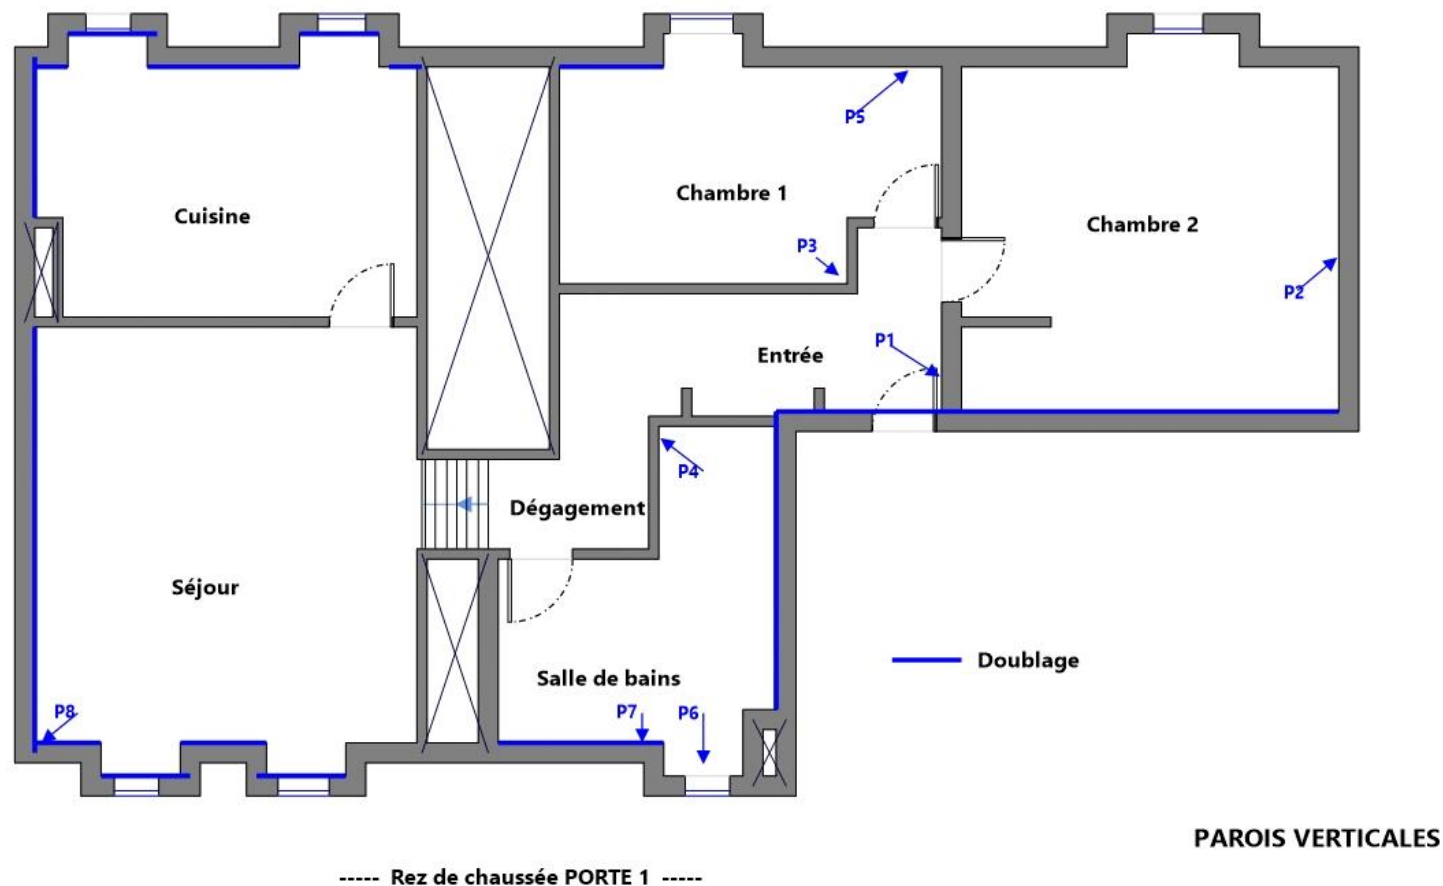 P5
Chambre 1
Cuisine
Chambre 2
P3
P2
P1
Entrée
P4
Dégagement
Séjour
Doublage
Salle de bains
P8
P7
P6
PAROIS VERTICALES
----- Rez de chaussée PORTE 1 -----